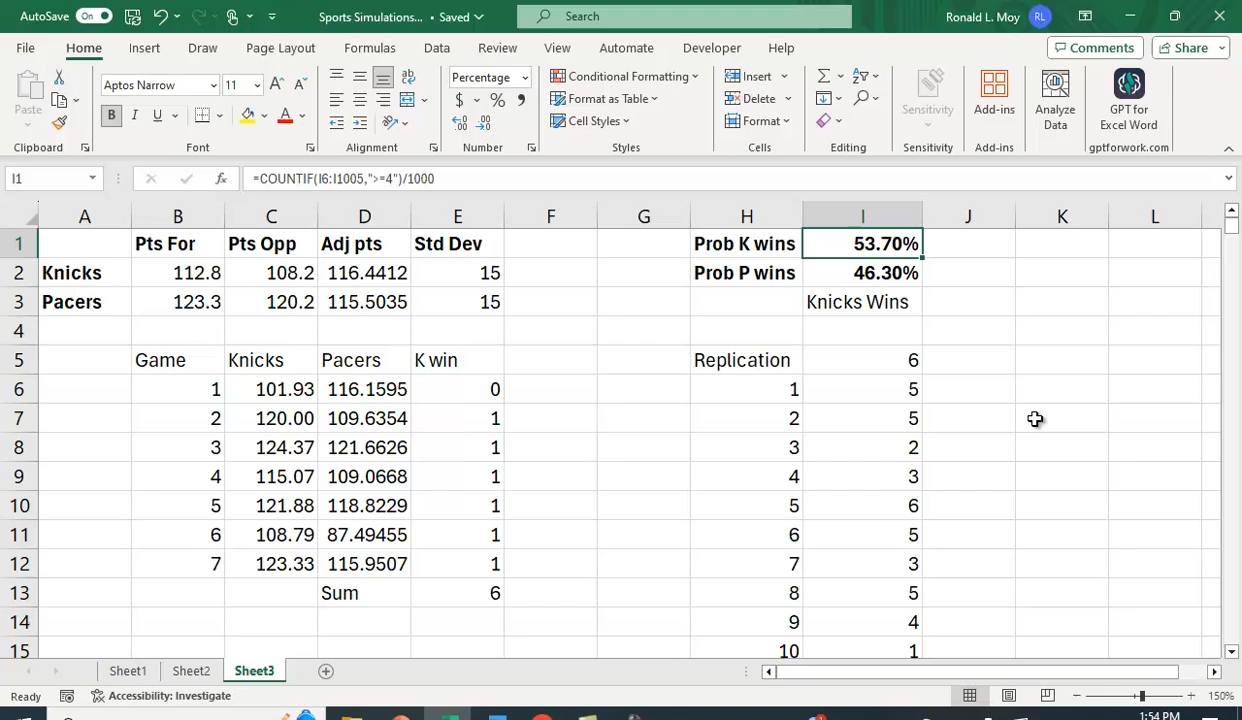 AutoSave On Sports Simulations... • Saved Search Ronald L. Moy RL
File Home Insert Draw Page Layout Formulas Data Review View Automate Developer Help Comments Share
Paste Aptos Narrow 11 A A ab Percentage Conditional Formatting Insert Sensitivity Add-ins Analyze Data GPT for Excel Word
B I U A $ % , Format as Table Delete
Cell Styles Format
Clipboard Font Alignment Number Styles Cells Editing Sensitivity Add-ins gptforwork.com
I1 fx =COUNTIF(I6:I1005,">=4")/1000
A B C D E F G H I J K L
1 Pts For Pts Opp Adj pts Std Dev Prob K wins 53.70%
2 Knicks 112.8 108.2 116.4412 15 Prob P wins 46.30%
3 Pacers 123.3 120.2 115.5035 15 Knicks Wins
4
5 Game Knicks Pacers K win Replication 6
6 1 101.93 116.1595 0 1 5
7 2 120.00 109.6354 1 2 5
8 3 124.37 121.6626 1 3 2
9 4 115.07 109.0668 1 4 3
10 5 121.88 118.8229 1 5 6
11 6 108.79 87.49455 1 6 5
12 7 123.33 115.9507 1 7 3
13 Sum 6 8 5
14 9 4
15 10 1
Sheet1 Sheet2 Sheet3
Ready Accessibility: Investigate 150%
1:54 PM